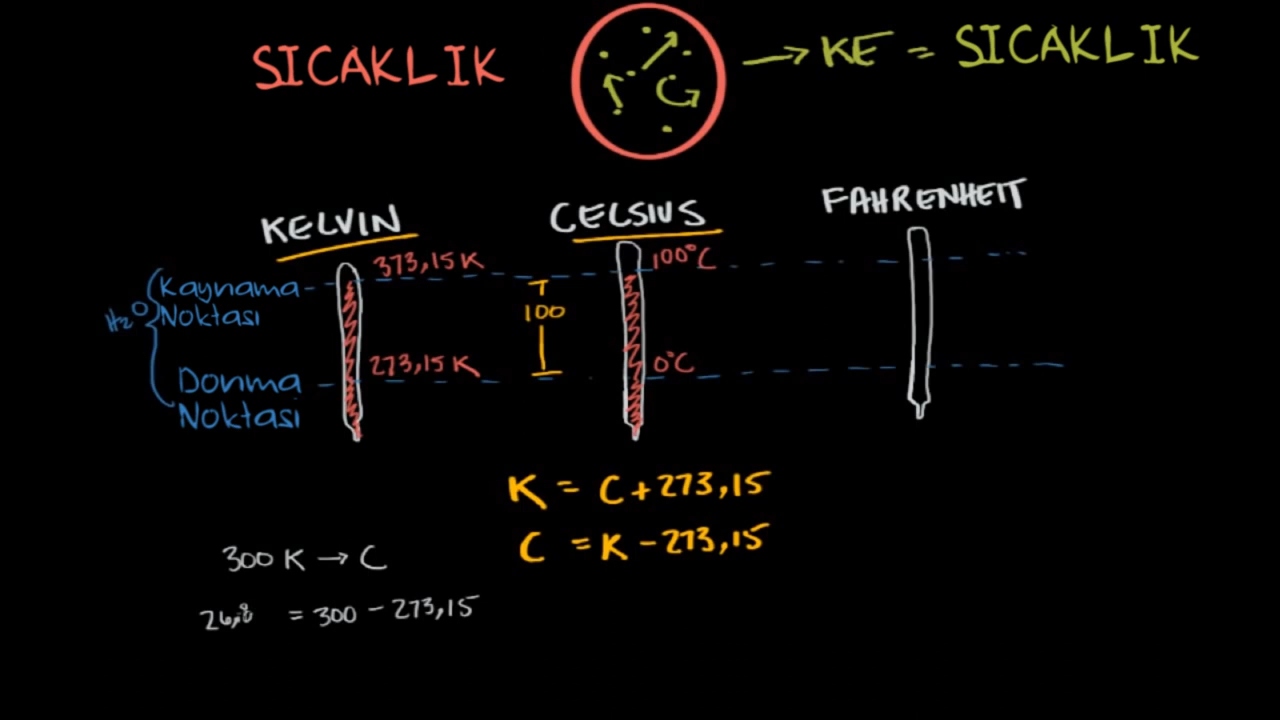 SICAKLIK
→ KE = SICAKLIK
KELVIN
CELSIUS
FAHRENHEIT
373,15 K
100°C
H₂O
Kaynama
Noktası
100
273,15 K
0°C
Donma
Noktası
K = C + 273,15
C = K - 273,15
300 K → C
26,8 = 300 - 273,15